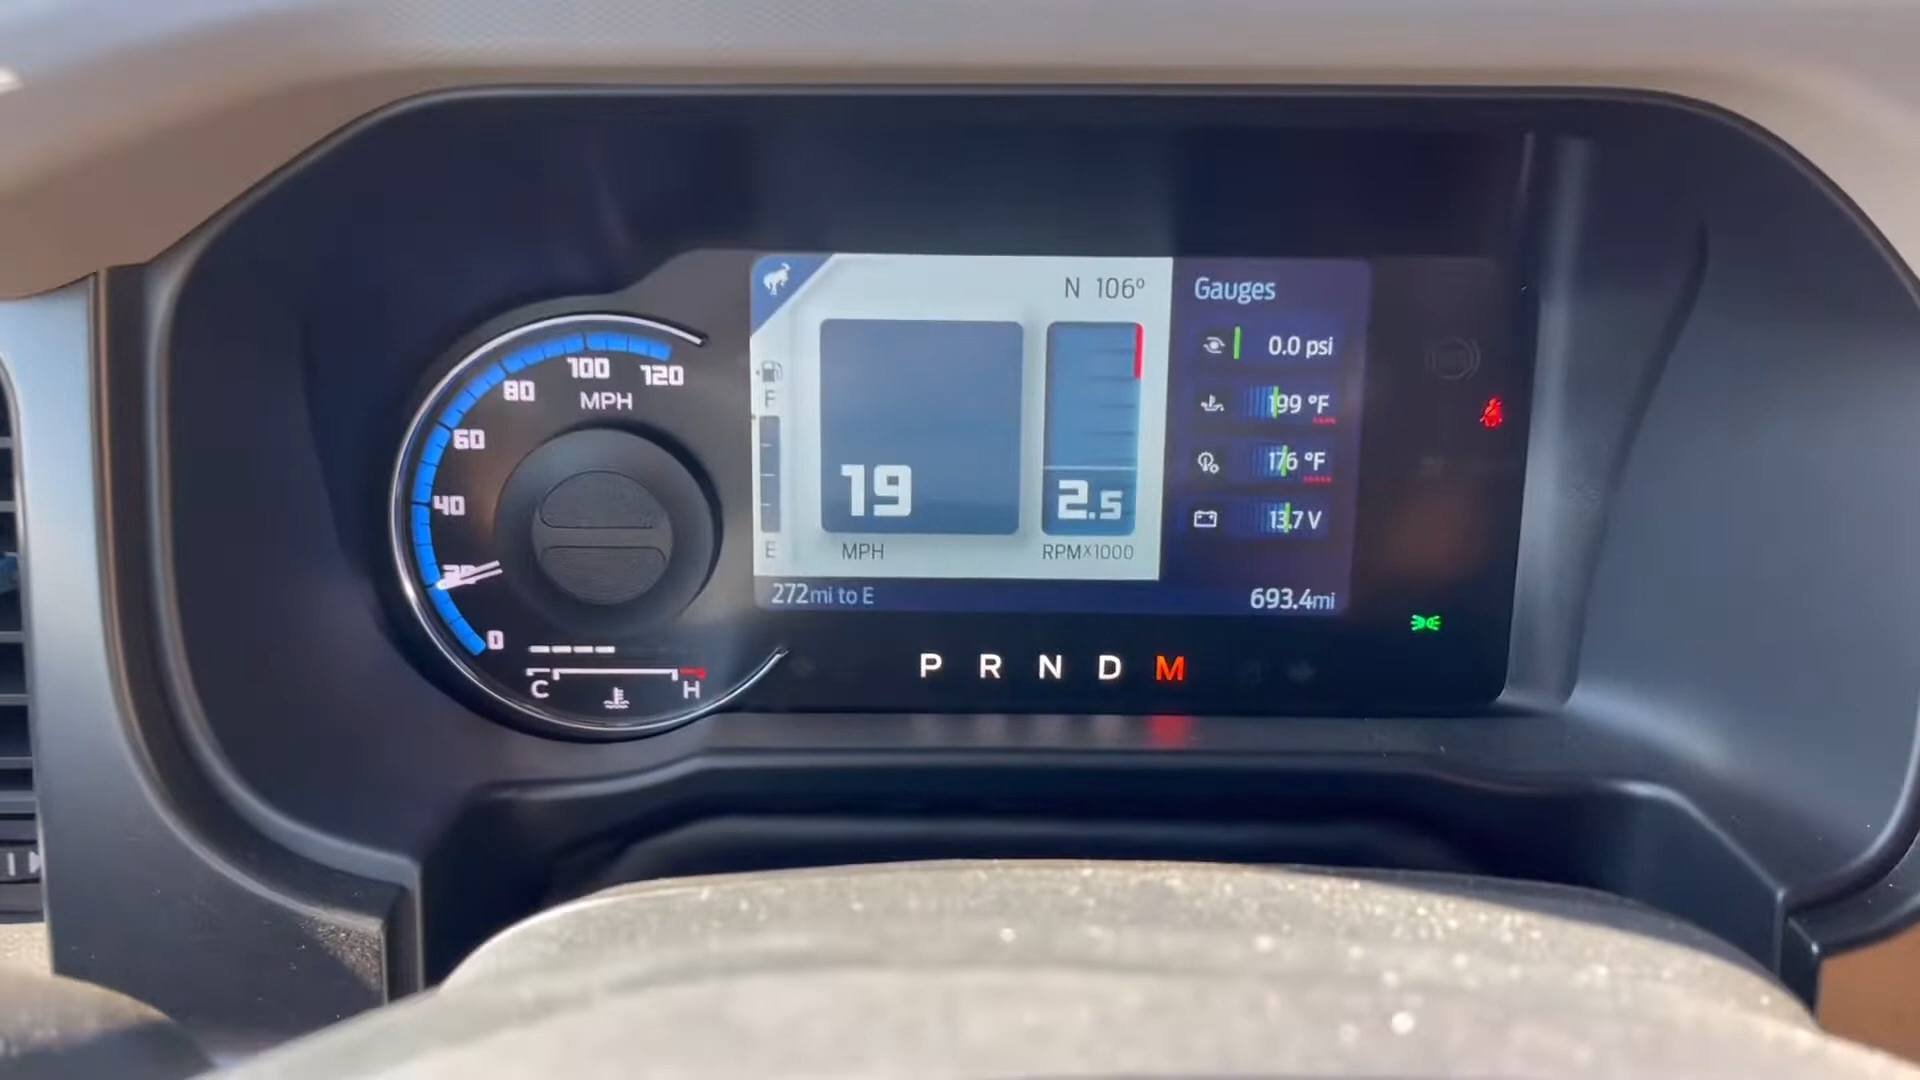 120
100
80
MPH
60
40
20
0
C H
N 106°
F
E
19
MPH
2.5
RPMX1000
272mi to E
693.4mi
Gauges
0.0 psi
199 °F
176 °F
13.7 V
P R N D M